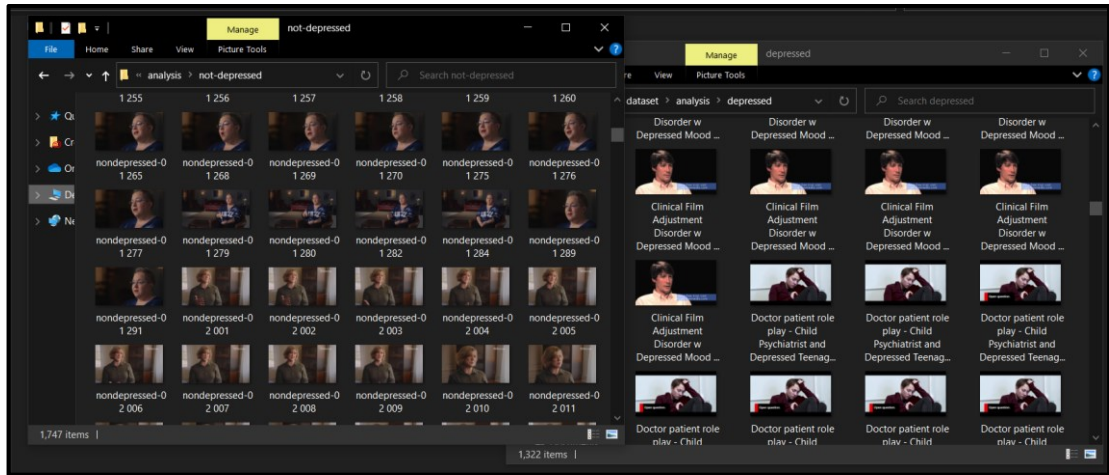 Manage
not-depressed
File
Home
Share
View
Picture Tools
analysis
not-depressed
Search not-depressed
1 255
1 256
1 257
1 258
1 259
1 260
nondepressed-0
1 265
nondepressed-0
1 268
nondepressed-0
1 269
nondepressed-0
1 270
nondepressed-0
1 275
nondepressed-0
1 276
nondepressed-0
1 277
nondepressed-0
1 279
nondepressed-0
1 280
nondepressed-0
1 282
nondepressed-0
1 284
nondepressed-0
1 289
nondepressed-0
1 291
nondepressed-0
2 001
nondepressed-0
2 002
nondepressed-0
2 003
nondepressed-0
2 004
nondepressed-0
2 005
nondepressed-0
2 006
nondepressed-0
2 007
nondepressed-0
2 008
nondepressed-0
2 009
nondepressed-0
2 010
nondepressed-0
2 011
Qu
Cr
On
De
Ne
1,747 items
Manage
depressed
re
View
Picture Tools
dataset
analysis
depressed
Search depressed
Disorder w
Depressed Mood ...
Disorder w
Depressed Mood ...
Disorder w
Depressed Mood ...
Disorder w
Depressed Mood ...
Clinical Film
Adjustment
Disorder w
Depressed Mood ...
Clinical Film
Adjustment
Disorder w
Depressed Mood ...
Clinical Film
Adjustment
Disorder w
Depressed Mood ...
Clinical Film
Adjustment
Disorder w
Depressed Mood ...
Clinical Film
Adjustment
Disorder w
Depressed Mood ...
Doctor patient role
play - Child
Psychiatrist and
Depressed Teenag...
Doctor patient role
play - Child
Psychiatrist and
Depressed Teenag...
Doctor patient role
play - Child
Psychiatrist and
Depressed Teenag...
Doctor patient role
play - Child
Doctor patient role
play - Child
Doctor patient role
play - Child
Doctor patient role
play - Child
1,322 items